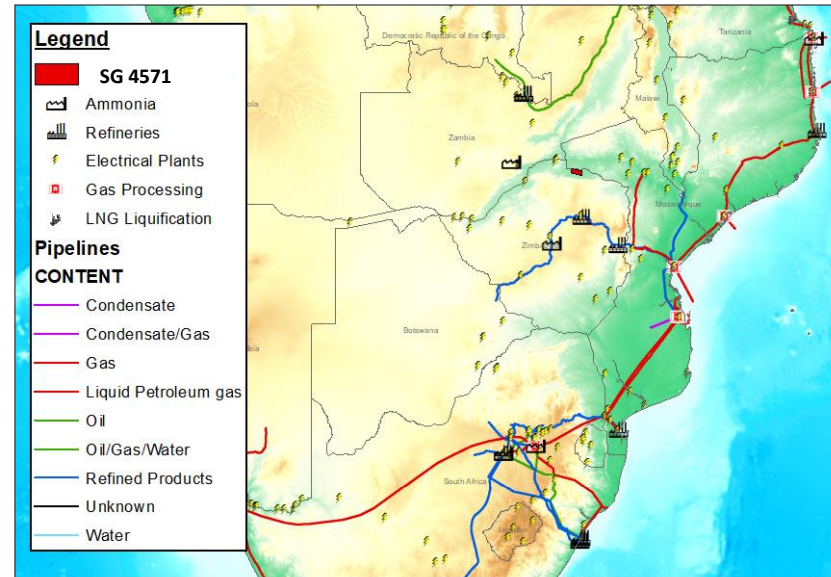 Legend
SG 4571
Ammonia
Refineries
Electrical Plants
Gas Processing
LNG Liquification
Pipelines
CONTENT
Condensate
Condensate/Gas
Gas
Liquid Petroleum gas
Oil
Oil/Gas/Water
Refined Products
Unknown
Water
Democratic Republic of the Congo
Tanzania
Malawi
Zambia
Botswana
South Africa